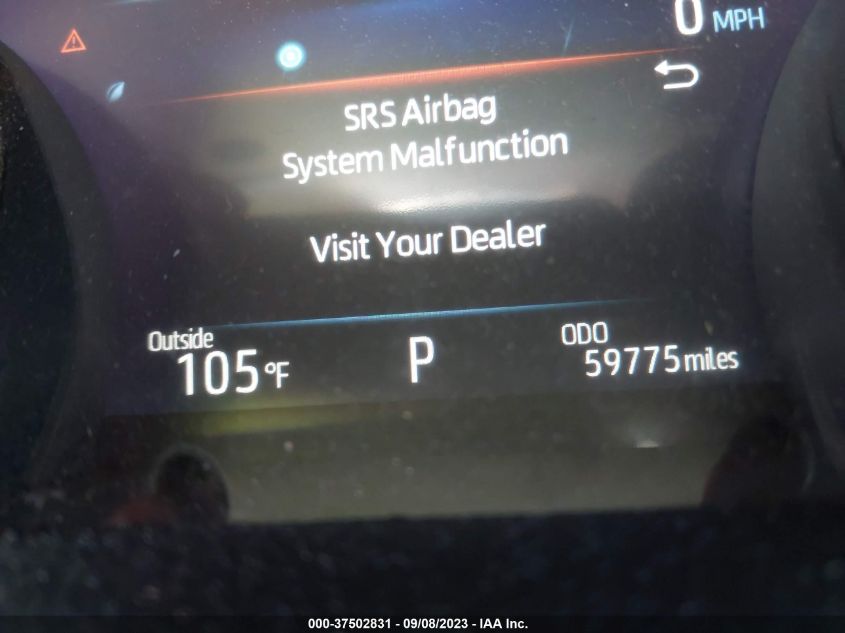 0 MPH
SRS Airbag
System Malfunction
Visit Your Dealer
Outside
105°F
P
ODO
59775 miles
000-37502831 - 09/08/2023 - IAA Inc.